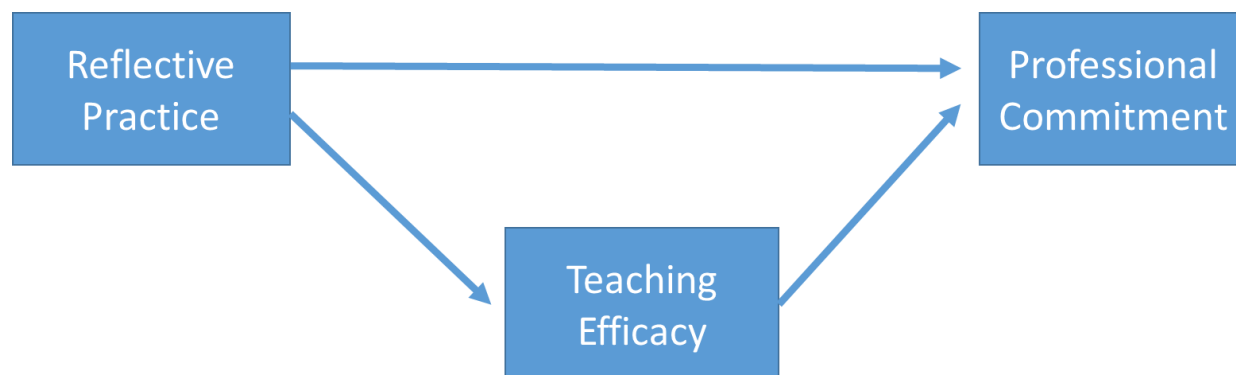 Reflective
Practice
Professional
Commitment
Teaching
Efficacy